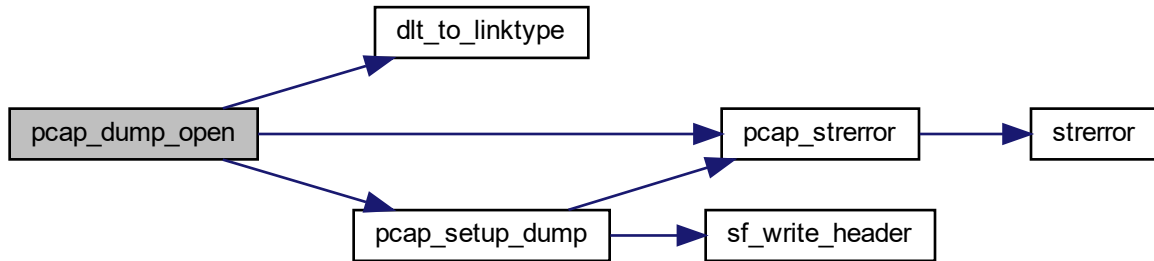 dlt_to_linktype
pcap_dump_open
pcap_strerror
strerror
pcap_setup_dump
sf_write_header